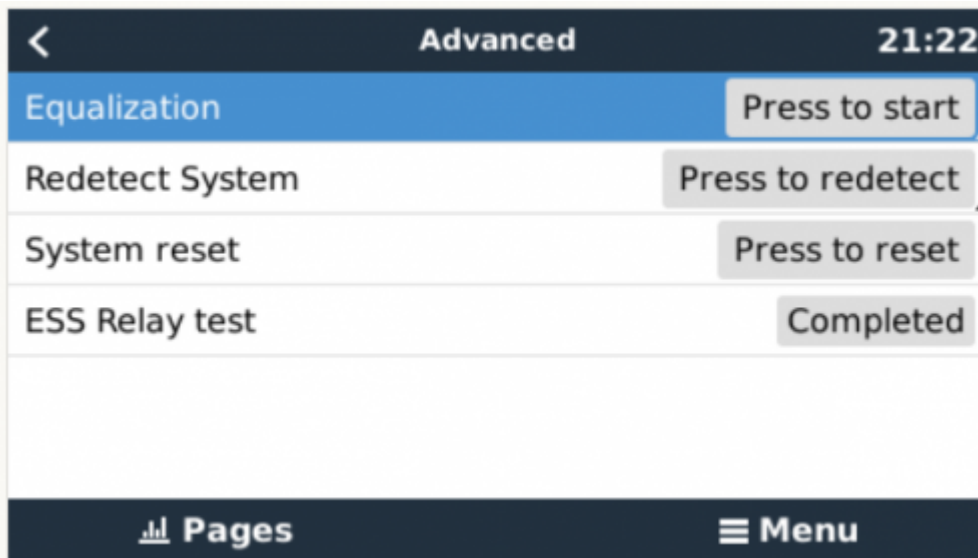 Advanced 21:22
Equalization Press to start
Redetect System Press to redetect
System reset Press to reset
ESS Relay test Completed
Pages Menu